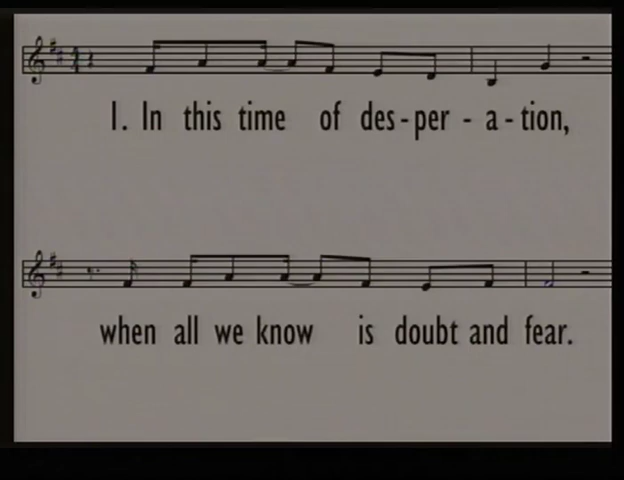 1. In this time of des-per - a-tion,
when all we know is doubt and fear.